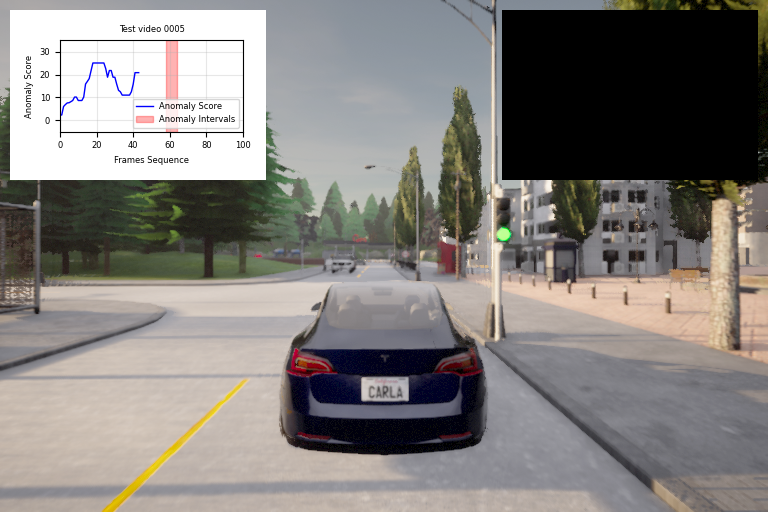 Test video 0005
Anomaly Score
30
20
10
0
Anomaly Score
Anomaly Intervals
0 20 40 60 80 100
Frames Sequence
CARLA